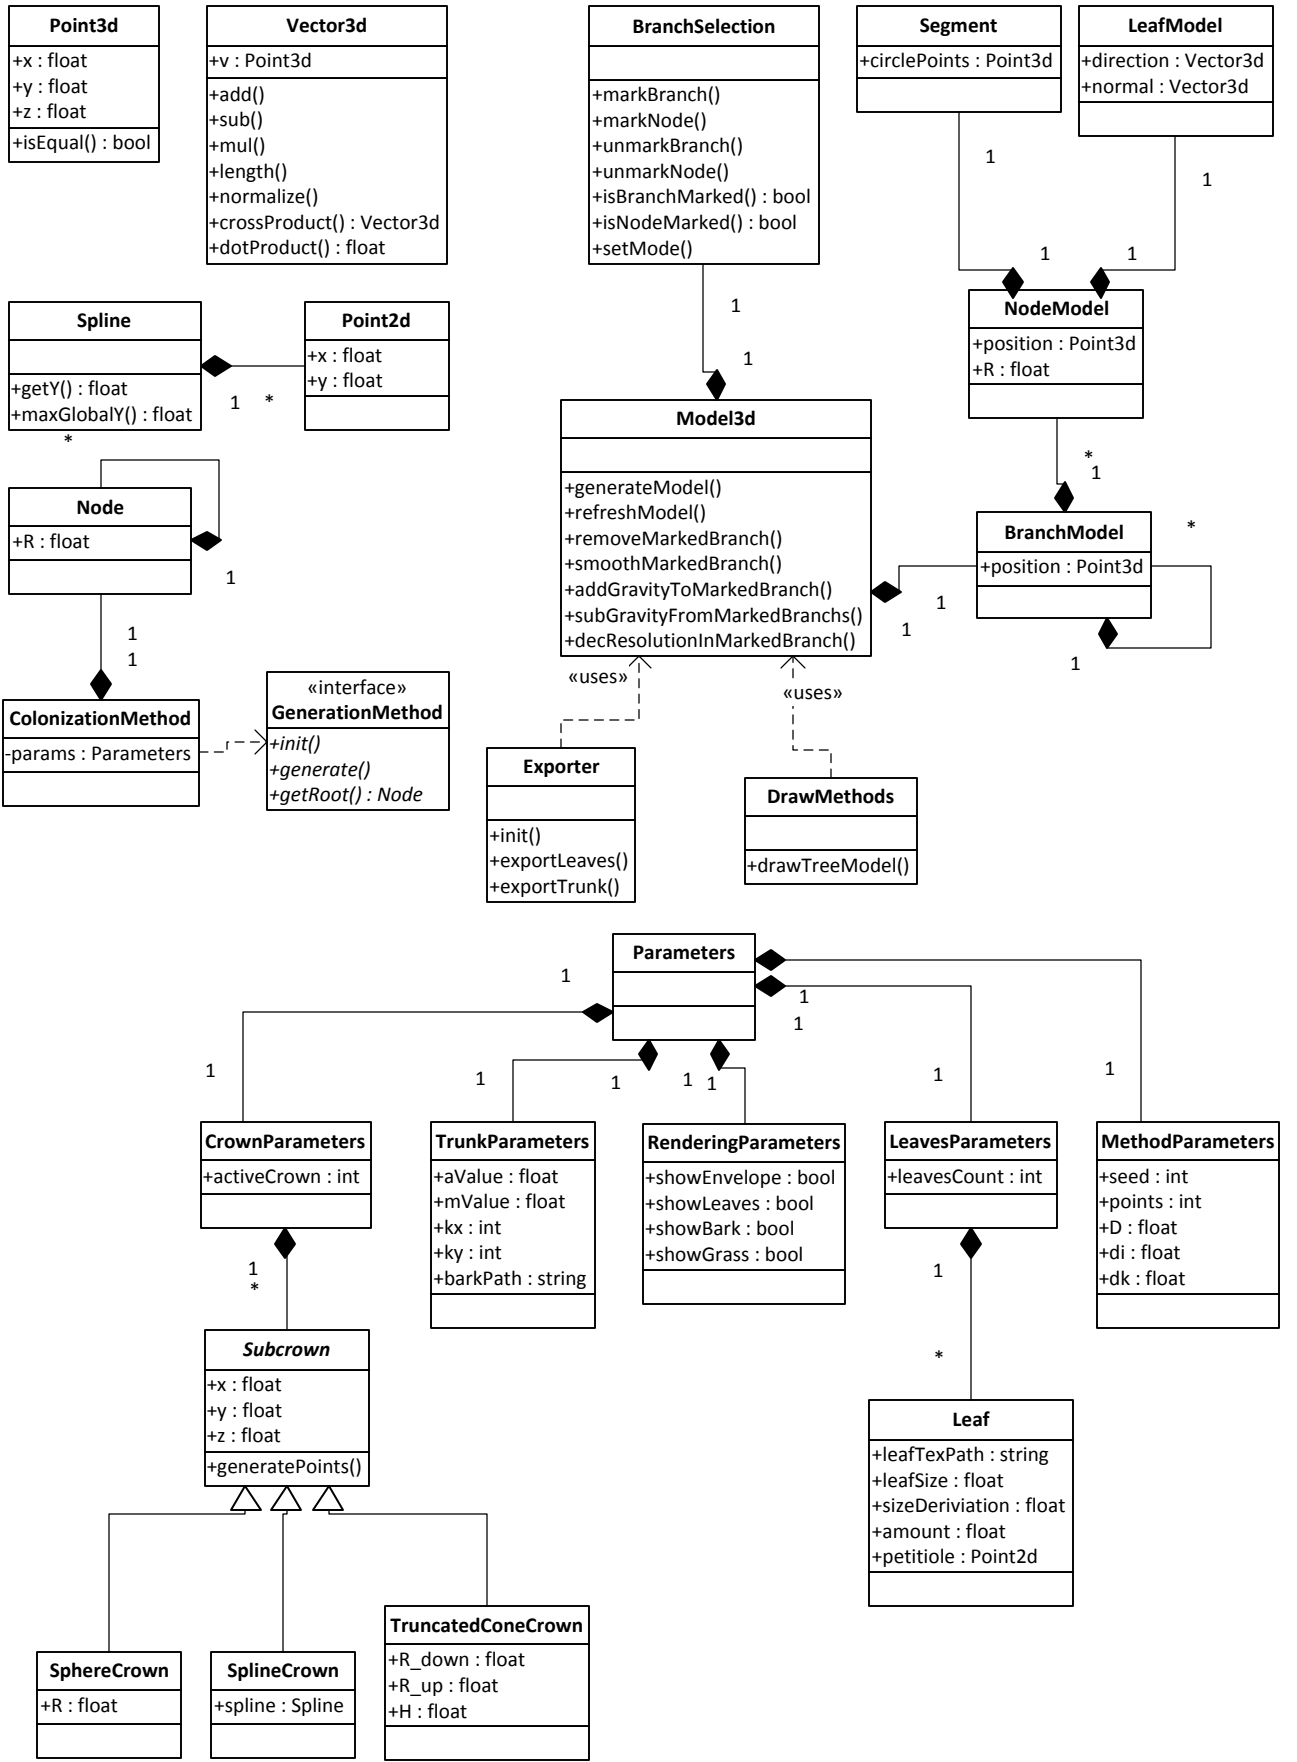 Point3d
+x : float
+y : float
+z : float
+isEqual() : bool
Vector3d
+v : Point3d
+add()
+sub()
+mul()
+length()
+normalize()
+crossProduct() : Vector3d
+dotProduct() : float
BranchSelection
+markBranch()
+markNode()
+unmarkBranch()
+unmarkNode()
+isBranchMarked() : bool
+isNodeMarked() : bool
+setMode()
Segment
+circlePoints : Point3d
LeafModel
+direction : Vector3d
+normal : Vector3d
1
1
1
1
1
1
Spline
+getY() : float
+maxGlobalY() : float
1
*
Point2d
+x : float
+y : float
NodeModel
+position : Point3d
+R : float
*
1
Model3d
+generateModel()
+refreshModel()
+removeMarkedBranch()
+smoothMarkedBranch()
+addGravityToMarkedBranch()
+subGravityFromMarkedBranchs()
+decResolutionInMarkedBranch()
1
1
BranchModel
+position : Point3d
*
1
*
Node
+R : float
1
1
1
ColonizationMethod
-params : Parameters
«interface»
GenerationMethod
+init()
+generate()
+getRoot() : Node
«uses»
«uses»
Exporter
+init()
+exportLeaves()
+exportTrunk()
DrawMethods
+drawTreeModel()
Parameters
1
1
1
1
1
1
1
1
1
1
CrownParameters
+activeCrown : int
TrunkParameters
+aValue : float
+mValue : float
+kx : int
+ky : int
+barkPath : string
RenderingParameters
+showEnvelope : bool
+showLeaves : bool
+showBark : bool
+showGrass : bool
LeavesParameters
+leavesCount : int
MethodParameters
+seed : int
+points : int
+D : float
+di : float
+dk : float
1
*
1
*
Subcrown
+x : float
+y : float
+z : float
+generatePoints()
Leaf
+leafTexPath : string
+leafSize : float
+sizeDeriviation : float
+amount : float
+petitiole : Point2d
SphereCrown
+R : float
SplineCrown
+spline : Spline
TruncatedConeCrown
+R_down : float
+R_up : float
+H : float